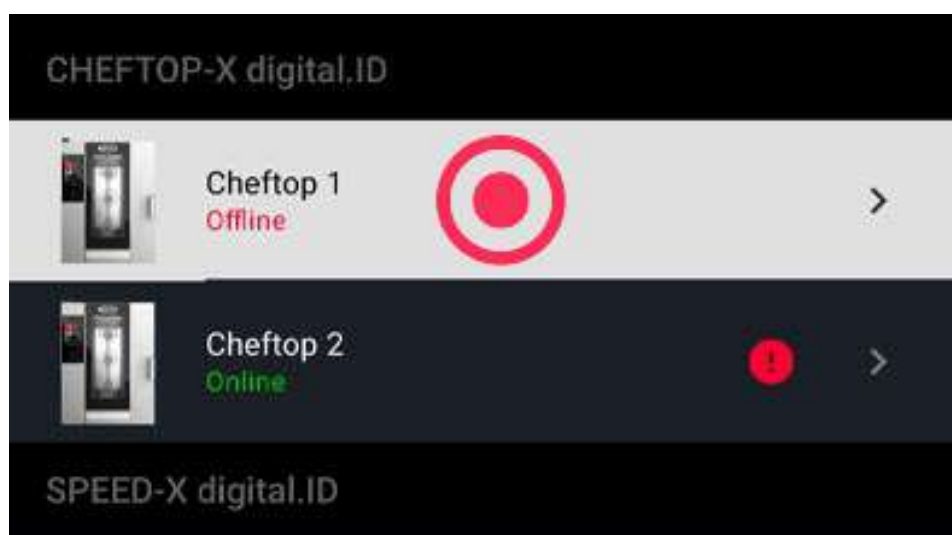 CHEFTOP-X digital.ID
Cheftop 1
Offline
Cheftop 2
Online
SPEED-X digital.ID